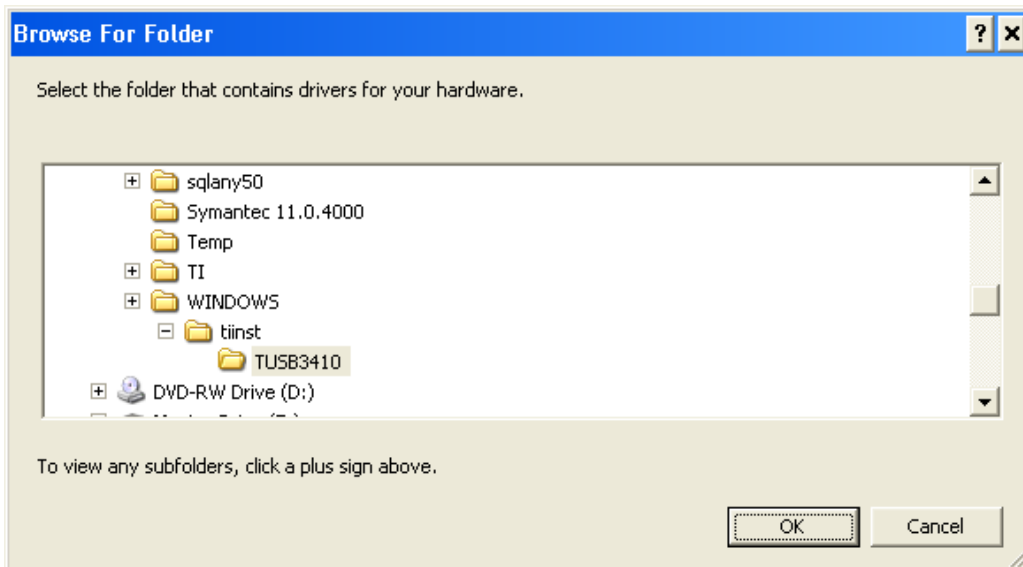 Browse For Folder
Select the folder that contains drivers for your hardware.
sqlany50
Symantec 11.0.4000
Temp
TI
WINDOWS
tiinst
TUSB3410
DVD-RW Drive (D:)
To view any subfolders, click a plus sign above.
OK Cancel